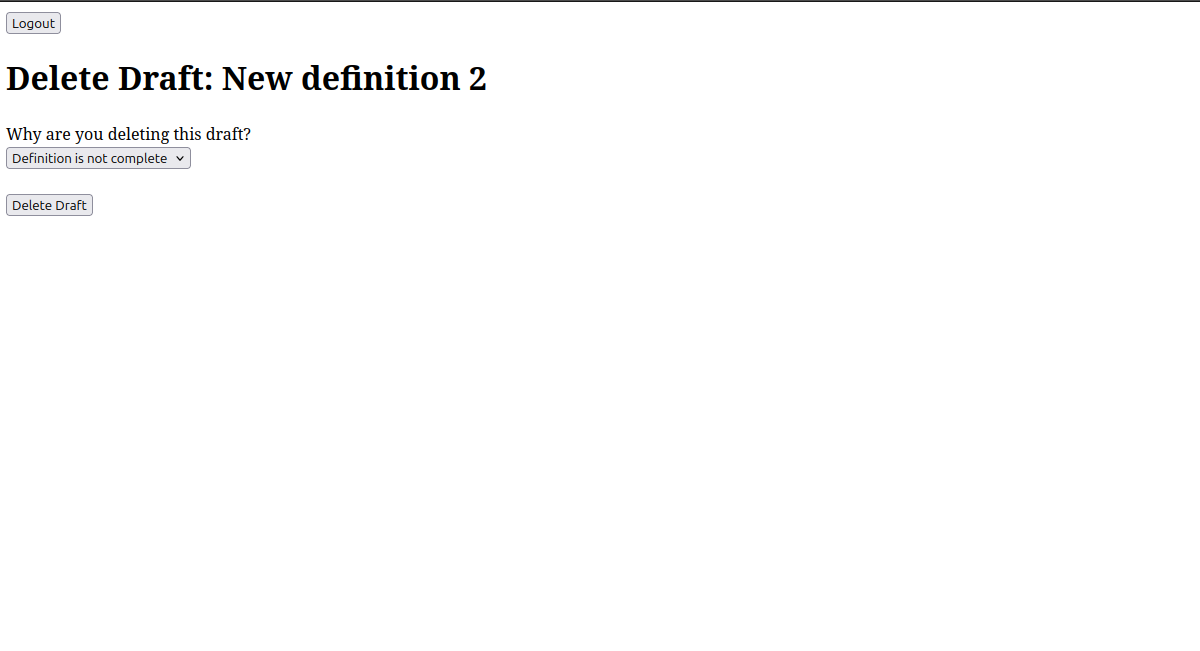 Logout
Delete Draft: New definition 2
Why are you deleting this draft?
Definition is not complete
Delete Draft